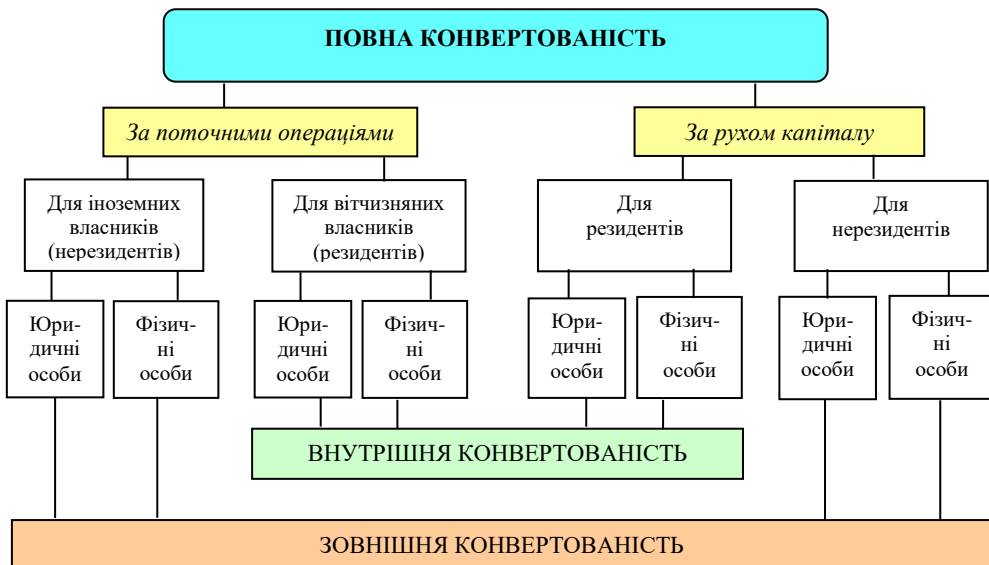 ПОВНА КОНВЕРТОВАНІСТЬ
За поточними операціями
За рухом капіталу
Для іноземних
власників
(нерезидентів)
Для вітчизняних
власників
(резидентів)
Для
резидентів
Для
нерезидентів
Юри-
дичні
особи
Фізич-
ні
особи
Юри-
дичні
особи
Фізич-
ні
особи
Юри-
дичні
особи
Фізич-
ні
особи
Юри-
дичні
особи
Фізич-
ні
особи
ВНУТРІШНЯ КОНВЕРТОВАНІСТЬ
ЗОВНІШНЯ КОНВЕРТОВАНІСТЬ